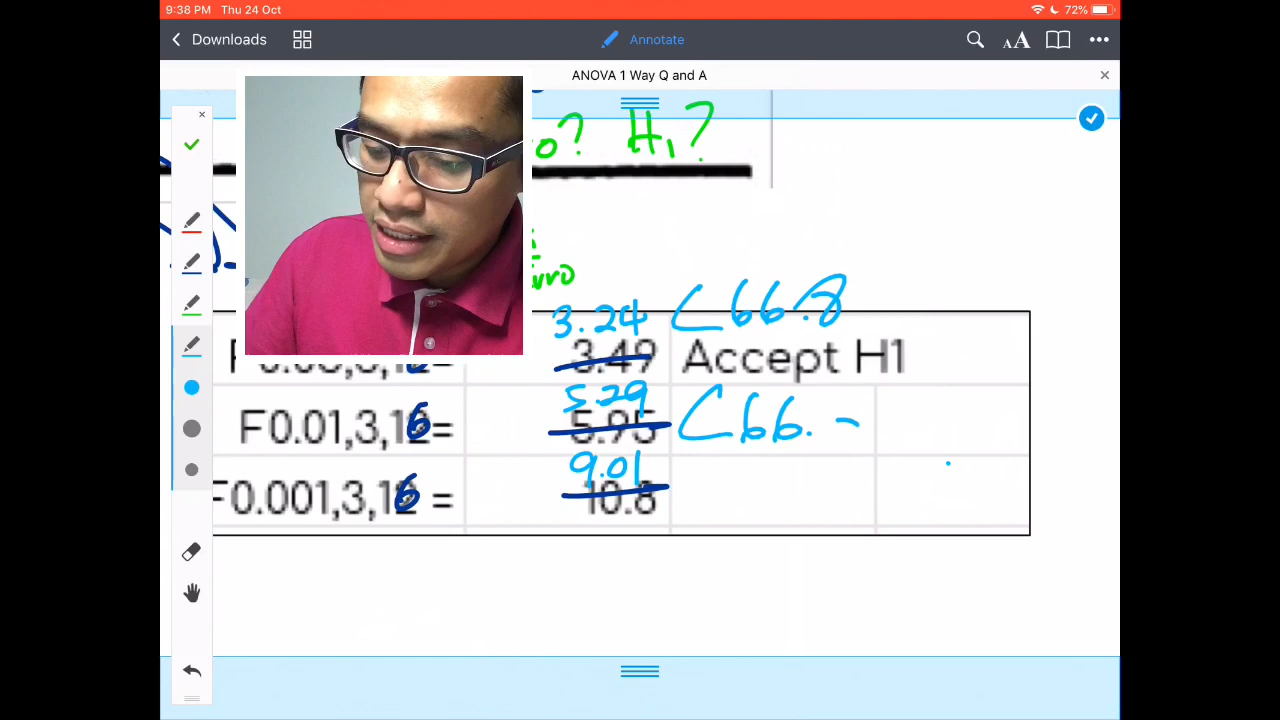 9:38 PM Thu 24 Oct 72%
Downloads Annotate AA
ANOVA 1 Way Q and A
o? H₁?
3.24 < 66.8
3.49 Accept H1
5.29
F0.01,3,16= 5.95 < 66.
9.01
F0.001,3,16 = 10.8